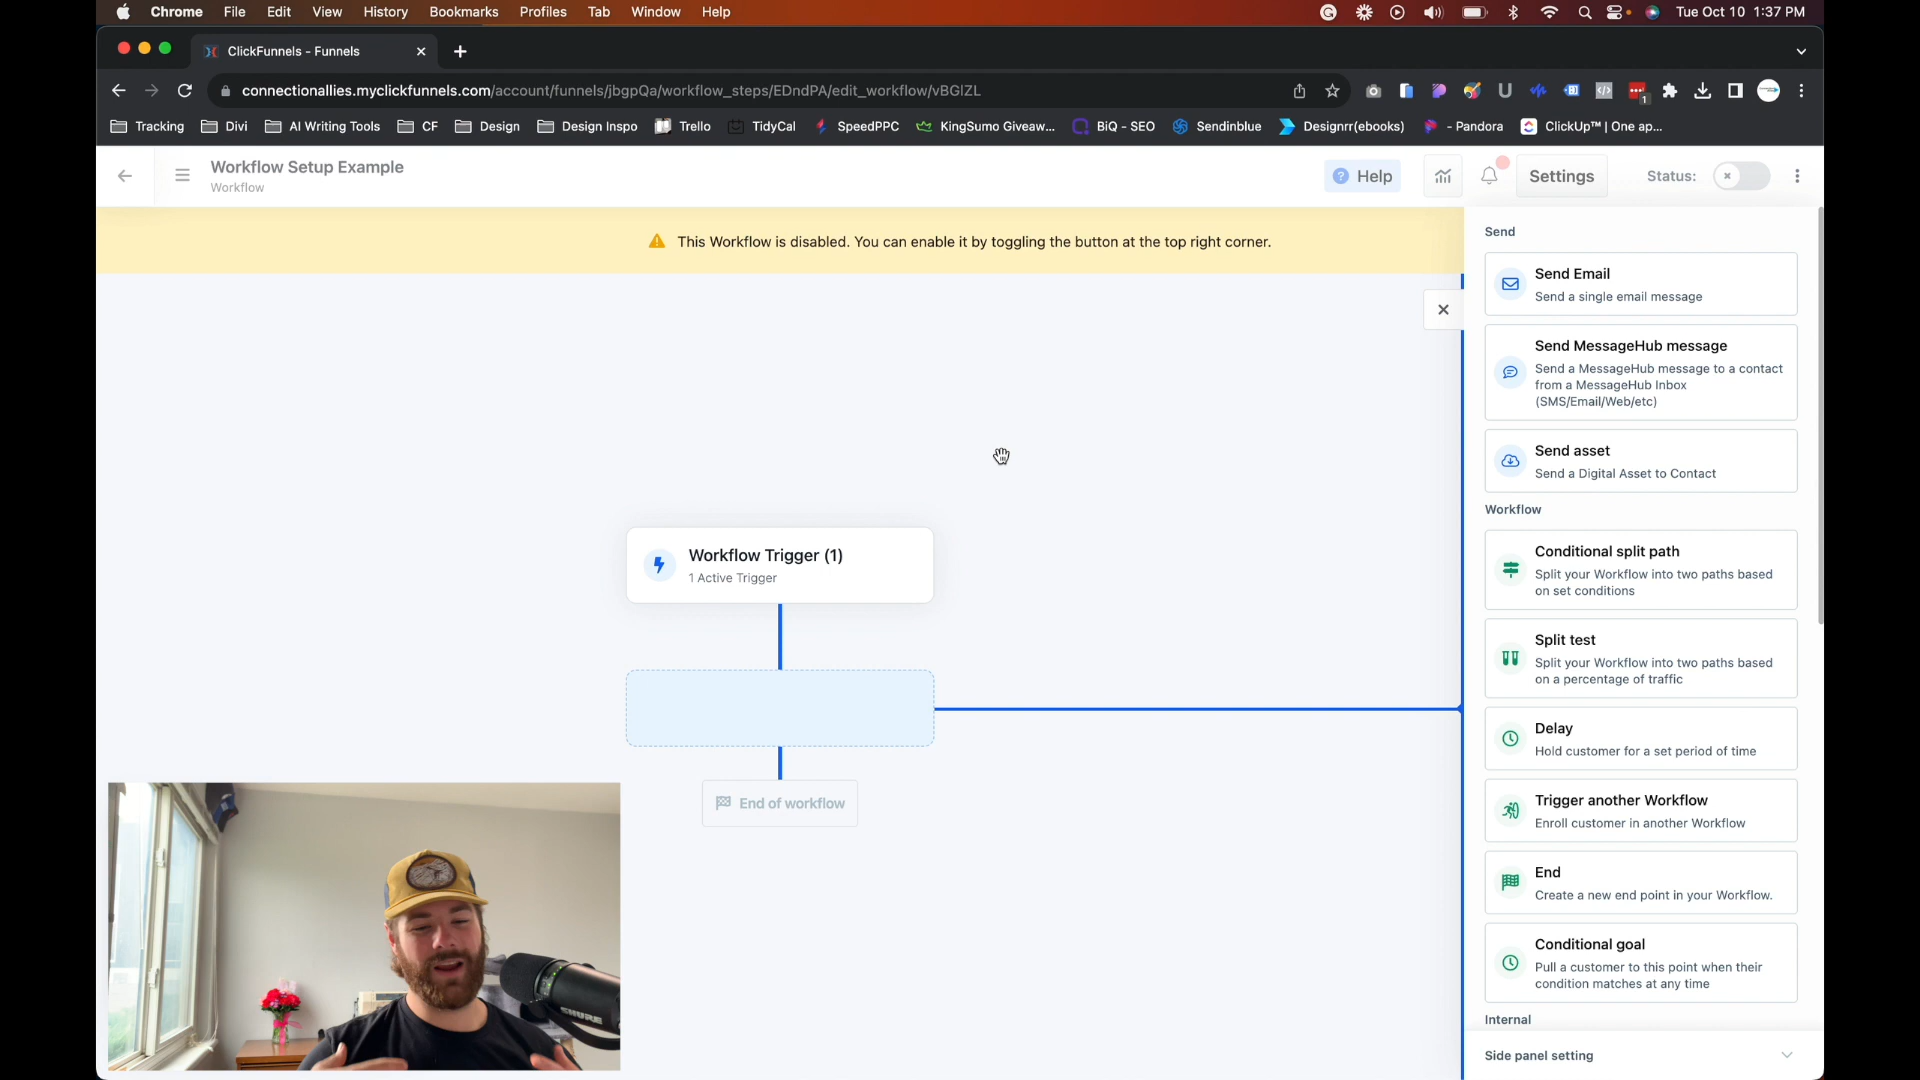 Chrome File Edit View History Bookmarks Profiles Tab Window Help Tue Oct 10 1:37 PM
ClickFunnels - Funnels
connectionallies.myclickfunnels.com/account/funnels/jbgpQa/workflow_steps/EDndPA/edit_workflow/vBGIZL
1
Tracking Divi AI Writing Tools CF Design Design Inspo Trello TidyCal SpeedPPC KingSumo Giveaw... BiQ - SEO Sendinblue Designrr(ebooks) - Pandora ClickUp™ | One ap...
Workflow Setup Example
Workflow
Help
Settings
Status:
This Workflow is disabled. You can enable it by toggling the button at the top right corner.
Workflow Trigger (1)
1 Active Trigger
End of workflow
Send
Send Email
Send a single email message
Send MessageHub message
Send a MessageHub message to a contact
from a MessageHub Inbox
(SMS/Email/Web/etc)
Send asset
Send a Digital Asset to Contact
Workflow
Conditional split path
Split your Workflow into two paths based
on set conditions
Split test
Split your Workflow into two paths based
on a percentage of traffic
Delay
Hold customer for a set period of time
Trigger another Workflow
Enroll customer in another Workflow
End
Create a new end point in your Workflow.
Conditional goal
Pull a customer to this point when their
condition matches at any time
Internal
Side panel setting
SHURE